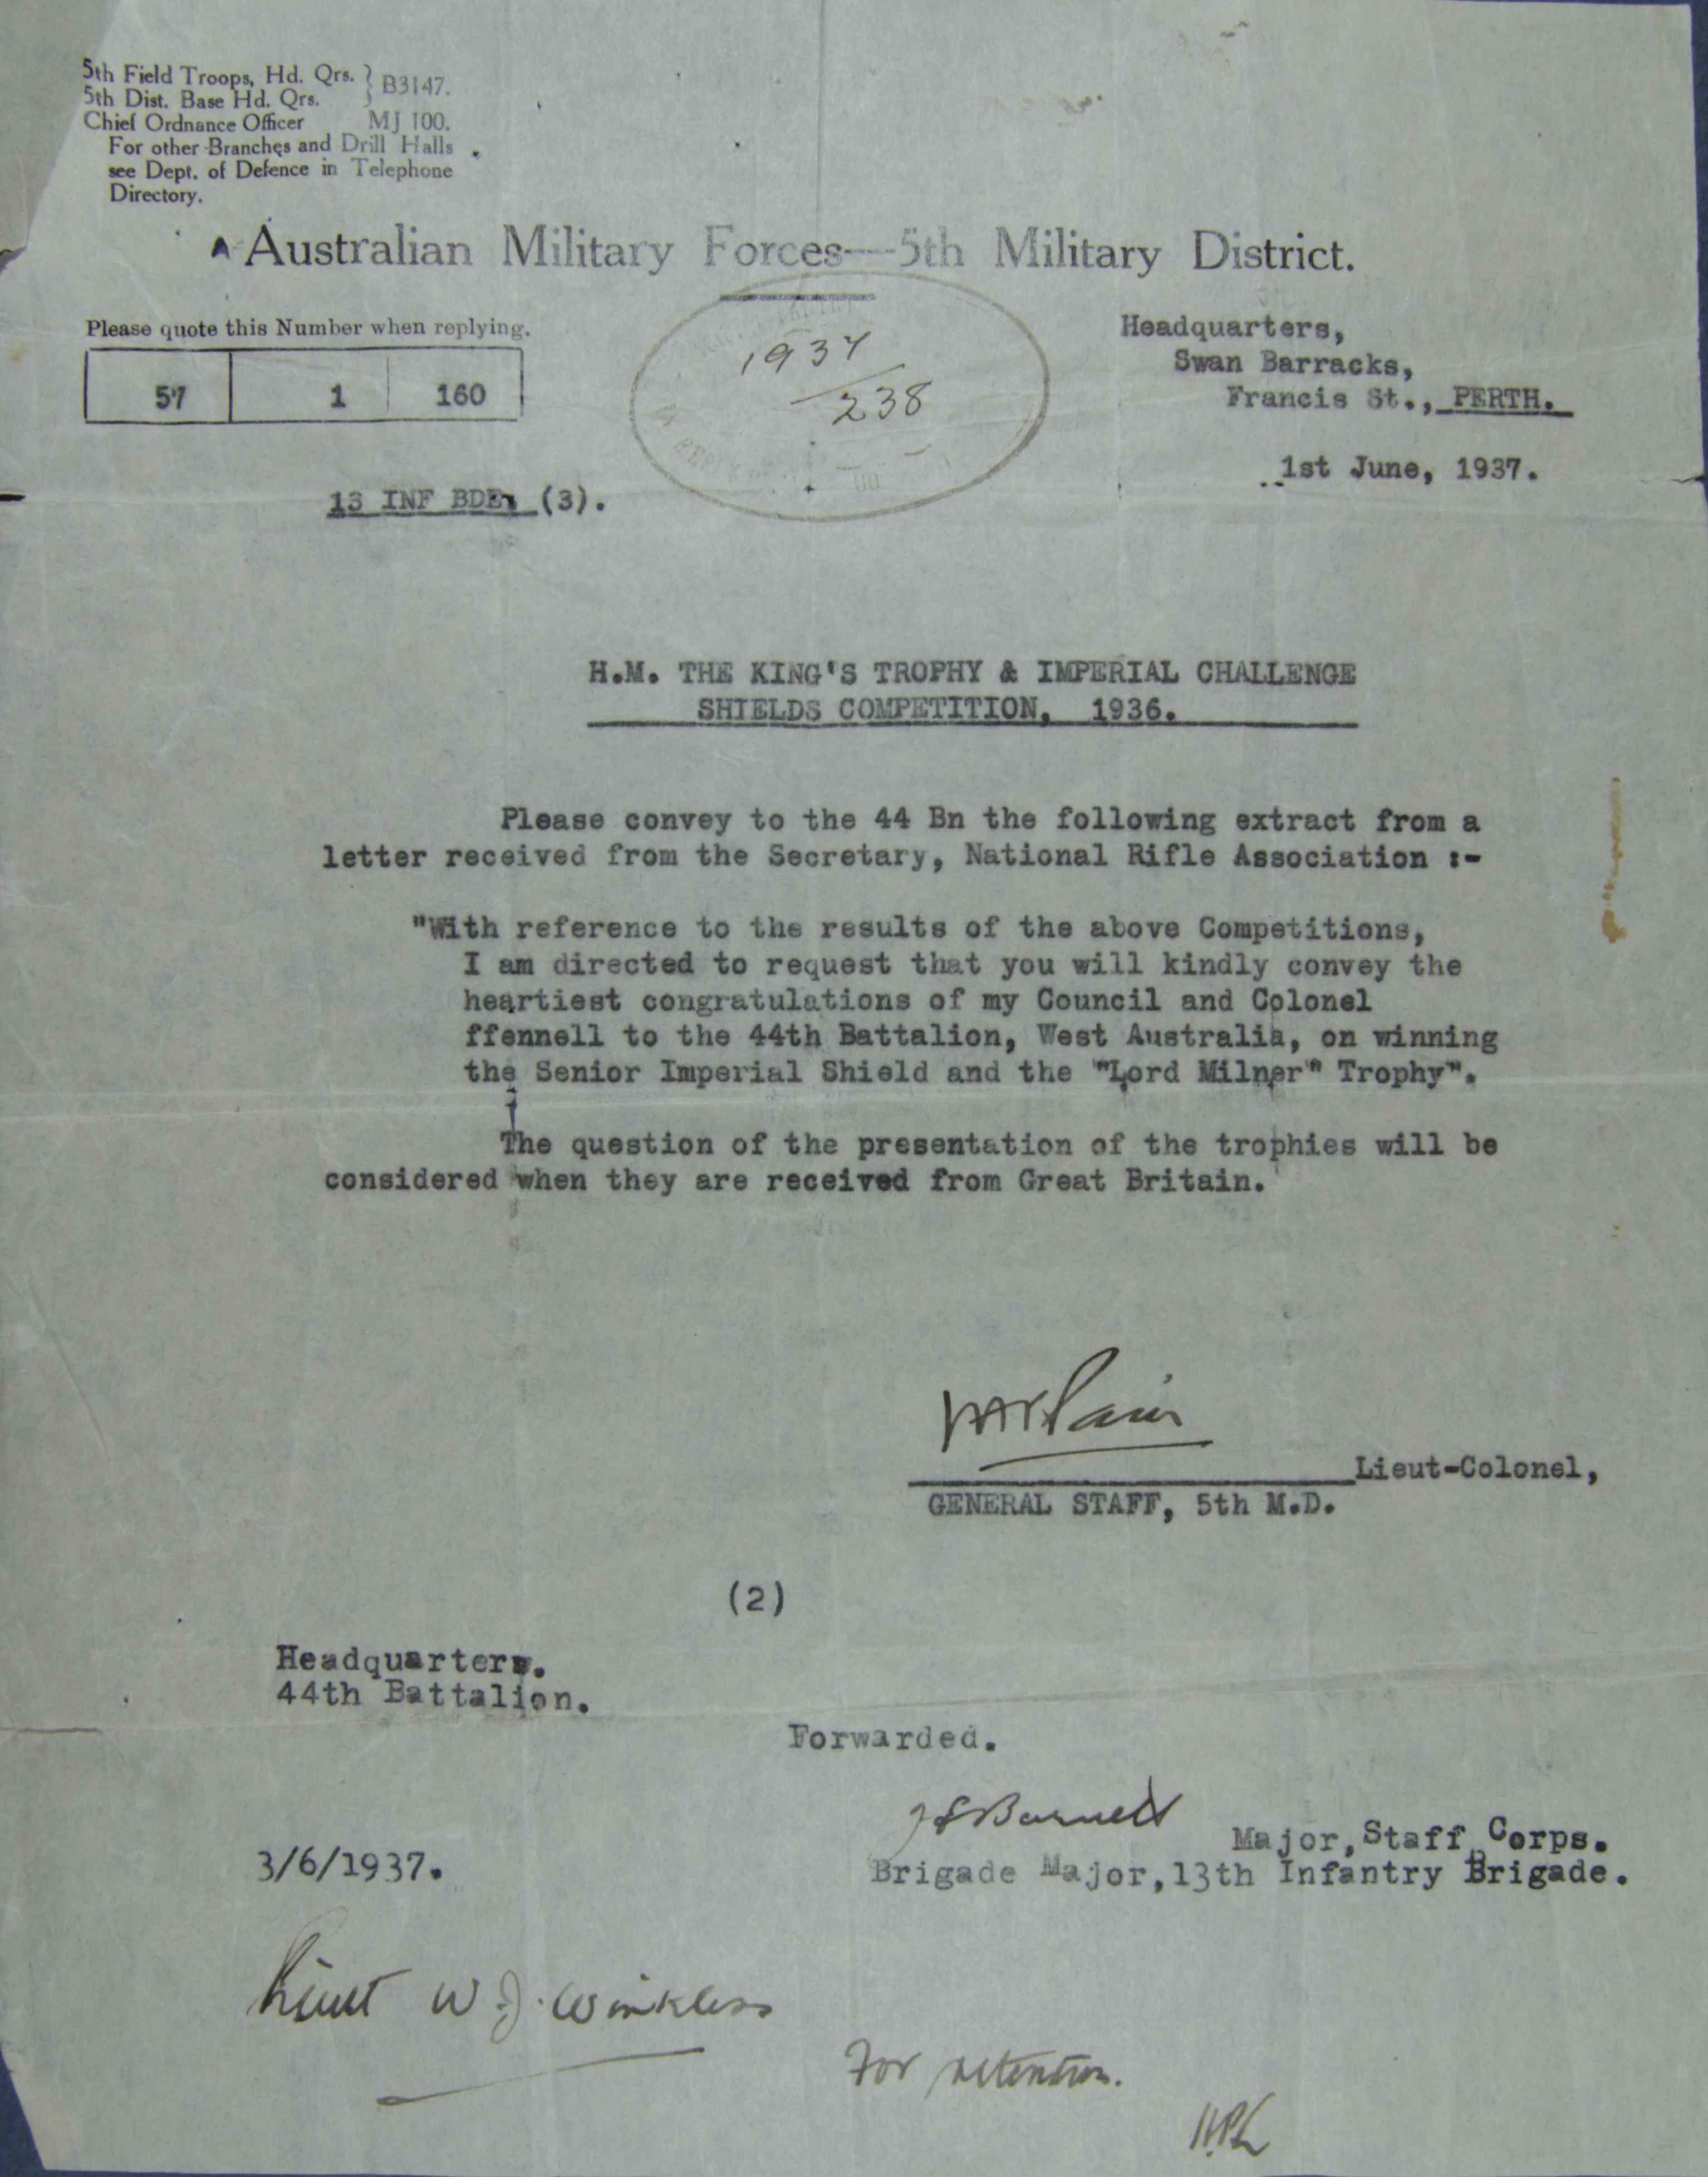 5th Field Troops, Hd. Qrs. } B3147.
5th Dist. Base Hd. Qrs.
Chief Ordnance Officer MJ 100.
For other Branches and Drill Halls
see Dept. of Defence in Telephone
Directory.
Australian Military Forces—5th Military District.
Please quote this Number when replying.
57 1 160
1937
238
Headquarters,
Swan Barracks,
Francis St., PERTH.
1st June, 1937.
13 INF BDE, (3).
H.M. THE KING'S TROPHY & IMPERIAL CHALLENGE
SHIELDS COMPETITION, 1936.
Please convey to the 44 Bn the following extract from a
letter received from the Secretary, National Rifle Association :-
"With reference to the results of the above Competitions,
I am directed to request that you will kindly convey the
heartiest congratulations of my Council and Colonel
ffennell to the 44th Battalion, West Australia, on winning
the Senior Imperial Shield and the "Lord Milner" Trophy".
The question of the presentation of the trophies will be
considered when they are received from Great Britain.
Lieut-Colonel,
GENERAL STAFF, 5th M.D.
(2)
Headquarters.
44th Battalion.
Forwarded.
Major, Staff Corps.
3/6/1937.
Brigade Major, 13th Infantry Brigade.
Lieut W.J. Winkless
For retention.